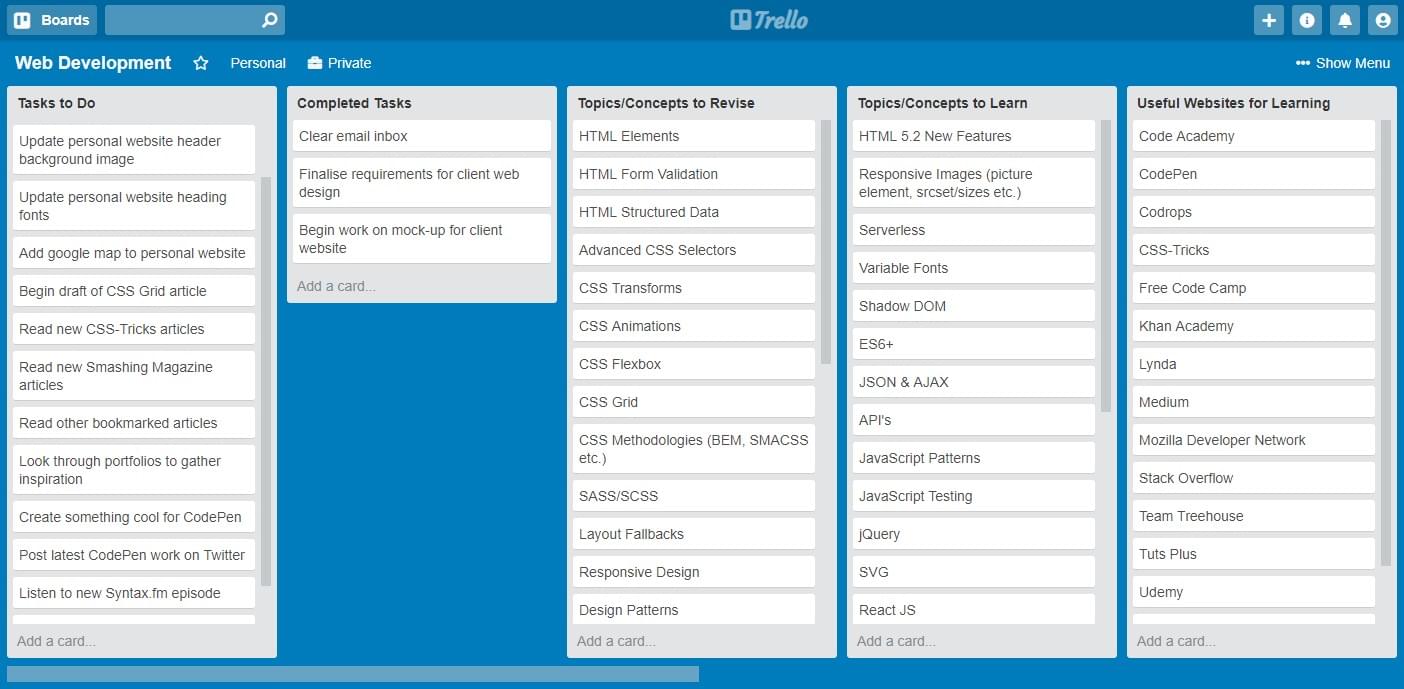 Boards
Trello
Web Development
Personal
Private
Show Menu
Tasks to Do
Update personal website header
background image
Update personal website heading
fonts
Add google map to personal website
Begin draft of CSS Grid article
Read new CSS-Tricks articles
Read new Smashing Magazine
articles
Read other bookmarked articles
Look through portfolios to gather
inspiration
Create something cool for CodePen
Post latest CodePen work on Twitter
Listen to new Syntax.fm episode
Add a card...
Completed Tasks
Clear email inbox
Finalise requirements for client web
design
Begin work on mock-up for client
website
Add a card...
Topics/Concepts to Revise
HTML Elements
HTML Form Validation
HTML Structured Data
Advanced CSS Selectors
CSS Transforms
CSS Animations
CSS Flexbox
CSS Grid
CSS Methodologies (BEM, SMACSS
etc.)
SASS/SCSS
Layout Fallbacks
Responsive Design
Design Patterns
Add a card...
Topics/Concepts to Learn
HTML 5.2 New Features
Responsive Images (picture
element, srcset/sizes etc.)
Serverless
Variable Fonts
Shadow DOM
ES6+
JSON & AJAX
API's
JavaScript Patterns
JavaScript Testing
jQuery
SVG
React JS
Add a card...
Useful Websites for Learning
Code Academy
CodePen
Codrops
CSS-Tricks
Free Code Camp
Khan Academy
Lynda
Medium
Mozilla Developer Network
Stack Overflow
Team Treehouse
Tuts Plus
Udemy
Add a card...